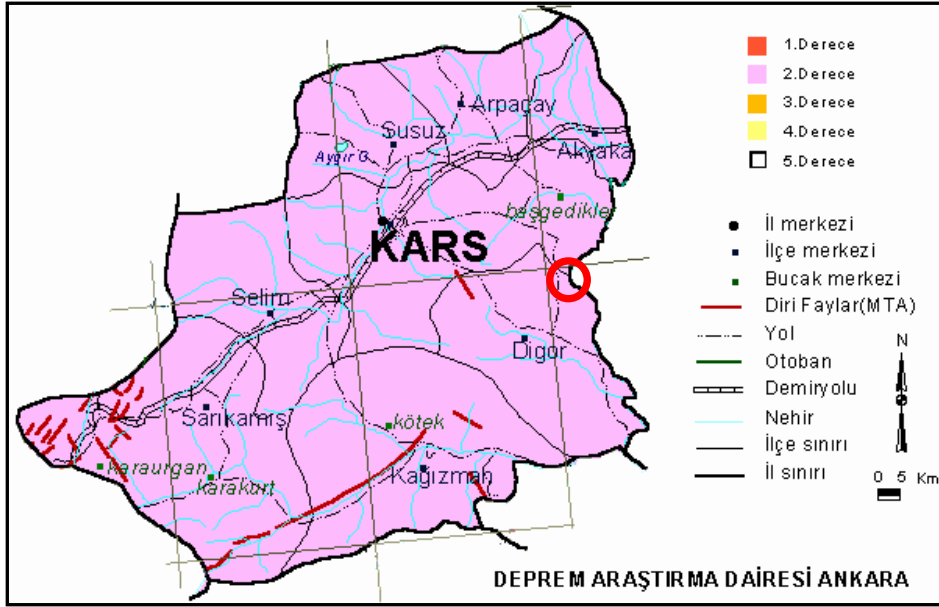 Arpaçay
Susuz
Aygır G.
Akyaka
başgedikler
KARS
Selim
Digor
Sarıkamış
kötek
karaurgan
karakurt
Kağızman
1.Derece
2.Derece
3.Derece
4.Derece
5.Derece
İl merkezi
İlçe merkezi
Bucak merkezi
Diri Faylar(MTA)
Yol
Otoban
Demiryolu
Nehir
İlçe sınırı
İl sınırı
N
0 5 Km
DEPREM ARAŞTIRMA DAİRESİ ANKARA